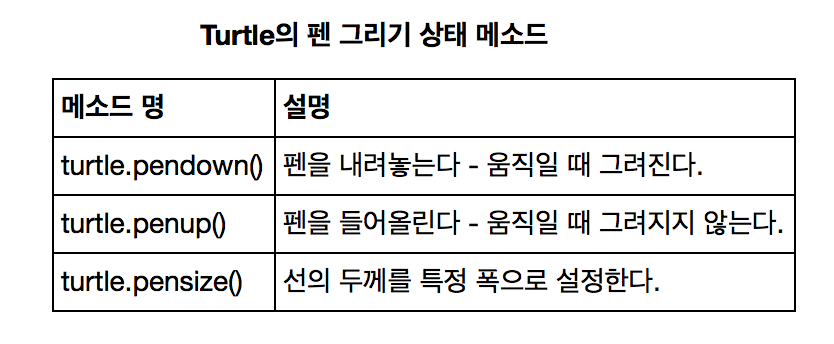 Turtle의 펜 그리기 상태 메소드
메소드 명 설명
turtle.pendown() 펜을 내려놓는다 - 움직일 때 그려진다.
turtle.penup() 펜을 들어올린다 - 움직일 때 그려지지 않는다.
turtle.pensize() 선의 두께를 특정 폭으로 설정한다.